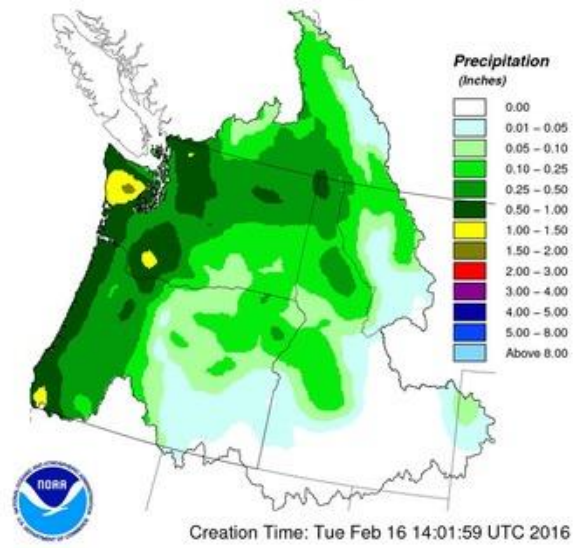 Precipitation
(Inches)
0.00
0.01 - 0.05
0.05 - 0.10
0.10 - 0.25
0.25 - 0.50
0.50 - 1.00
1.00 - 1.50
1.50 - 2.00
2.00 - 3.00
3.00 - 4.00
4.00 - 5.00
5.00 - 8.00
Above 8.00
NOAA
Creation Time: Tue Feb 16 14:01:59 UTC 2016